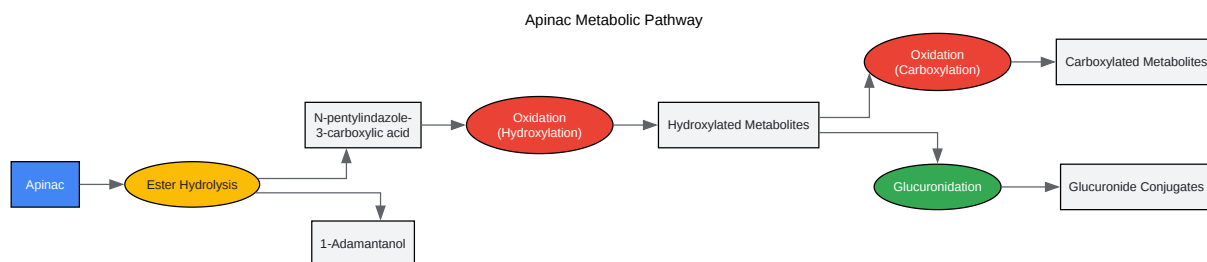 Apinac Metabolic Pathway
Apinac
Ester Hydrolysis
N-pentylindazole-
3-carboxylic acid
1-Adamantanol
Oxidation
(Hydroxylation)
Hydroxylated Metabolites
Oxidation
(Carboxylation)
Carboxylated Metabolites
Glucuronidation
Glucuronide Conjugates